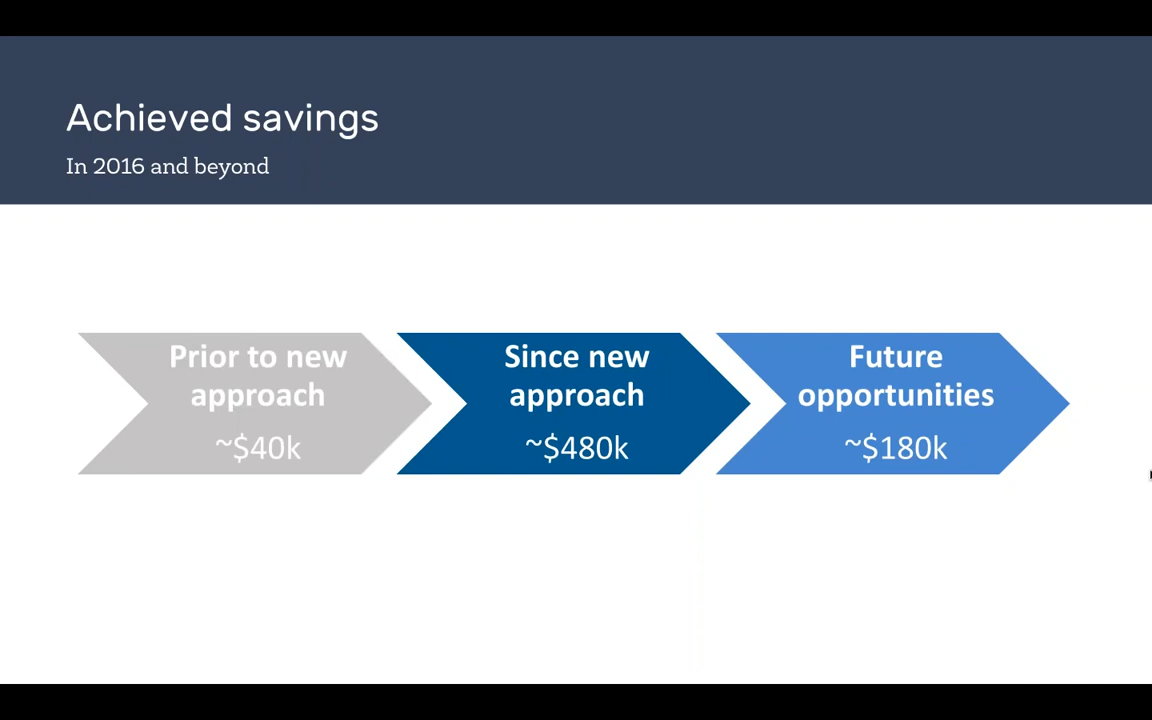 Achieved savings
In 2016 and beyond
Prior to new
approach
~$40k
Since new
approach
~$480k
Future
opportunities
~$180k